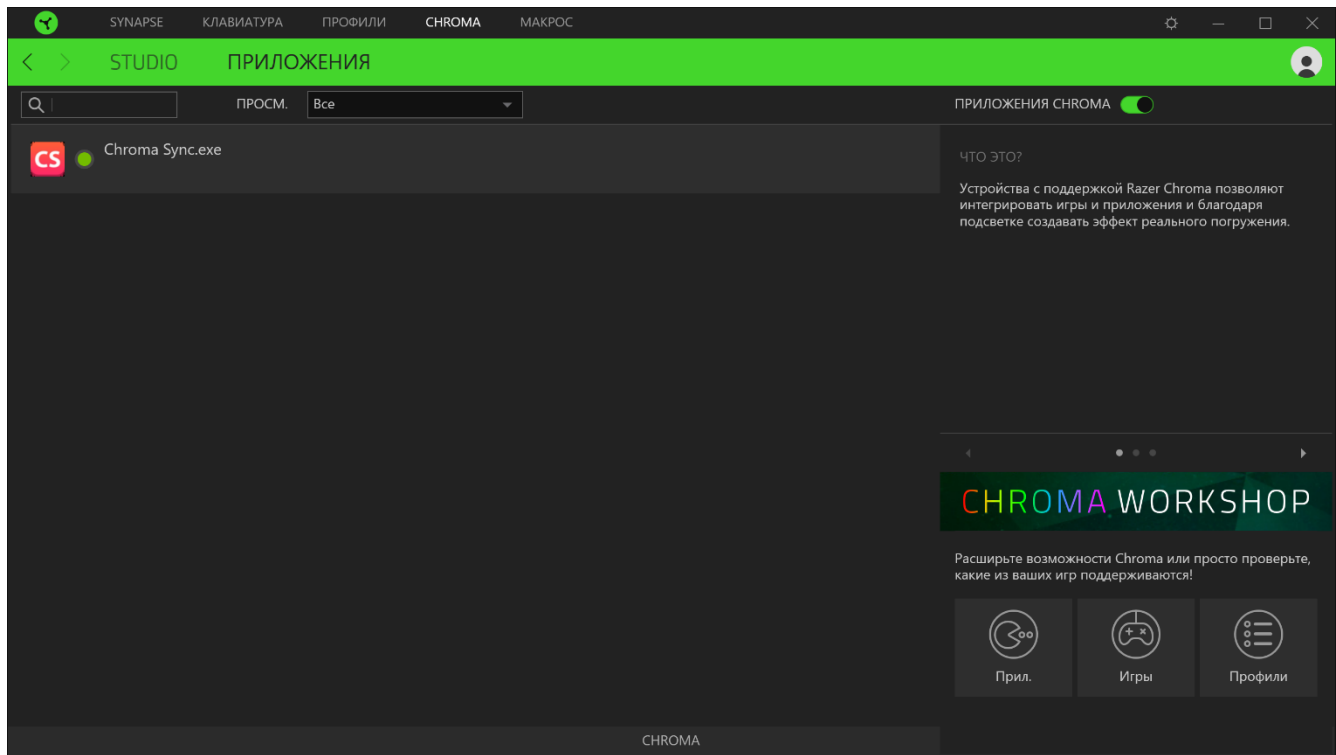 SYNAPSE КЛАВИАТУРА ПРОФИЛИ CHROMA МАКРОС
STUDIO ПРИЛОЖЕНИЯ
ПРОСМ. Все ПРИЛОЖЕНИЯ CHROMA
CS Chroma Sync.exe
ЧТО ЭТО?
Устройства с поддержкой Razer Chroma позволяют
интегрировать игры и приложения и благодаря
подсветке создавать эффект реального погружения.
CHROMA WORKSHOP
Расширьте возможности Chroma или просто проверьте,
какие из ваших игр поддерживаются!
Прил. Игры Профили
CHROMA